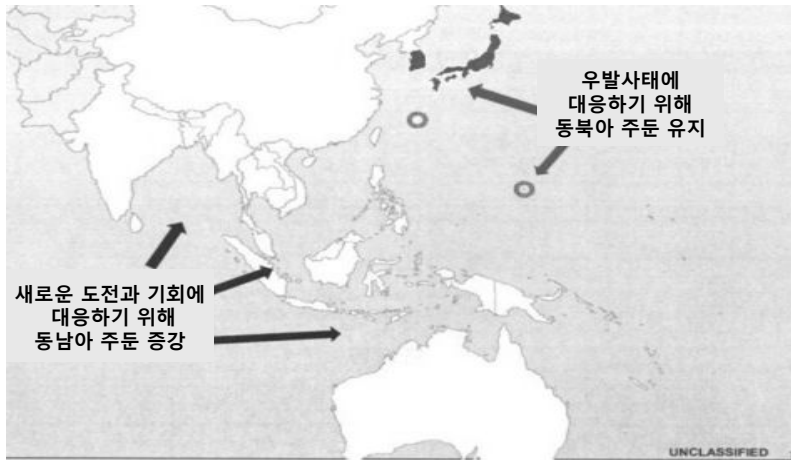 우발사태에
대응하기 위해
동북아 주둔 유지
새로운 도전과 기회에
대응하기 위해
동남아 주둔 증강
UNCLASSIFIED